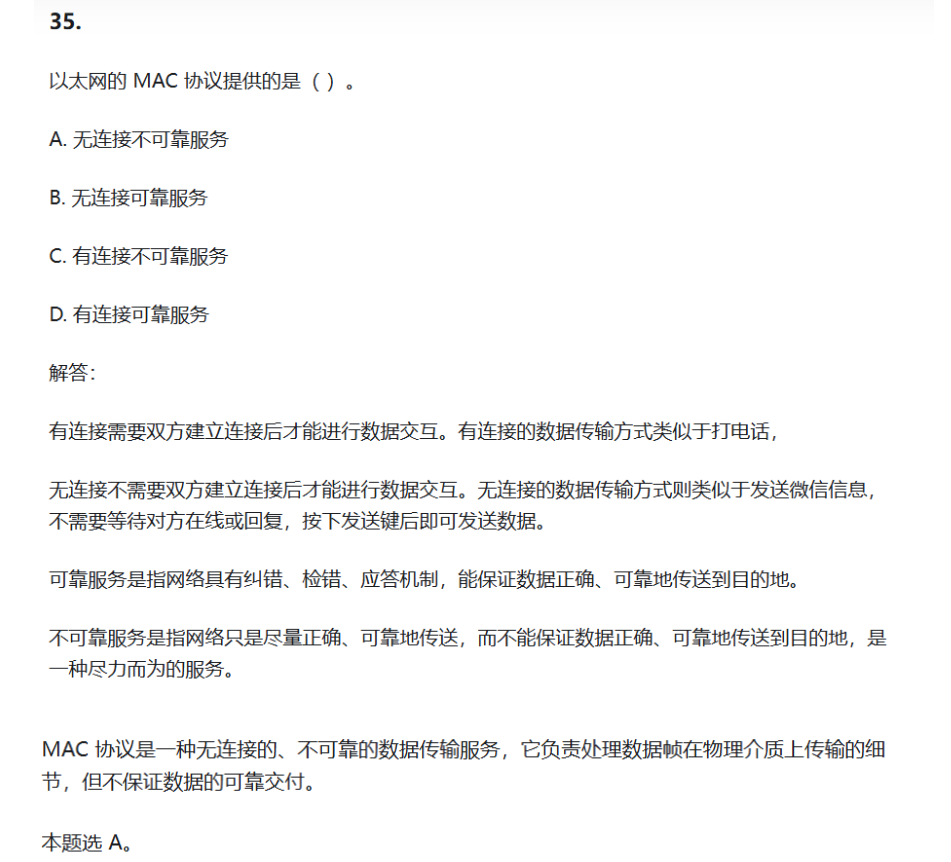 35.
以太网的 MAC 协议提供的是（ ）。
A. 无连接不可靠服务
B. 无连接可靠服务
C. 有连接不可靠服务
D. 有连接可靠服务
解答：
有连接需要双方建立连接后才能进行数据交互。有连接的数据传输方式类似于打电话，
无连接不需要双方建立连接后才能进行数据交互。无连接的数据传输方式则类似于发送微信信息，
不需要等待对方在线或回复，按下发送键后即可发送数据。
可靠服务是指网络具有纠错、检错、应答机制，能保证数据正确、可靠地传送到目的地。
不可靠服务是指网络只是尽量正确、可靠地传送，而不能保证数据正确、可靠地传送到目的地，是
一种尽力而为的服务。
MAC 协议是一种无连接的、不可靠的数据传输服务，它负责处理数据帧在物理介质上传输的细
节，但不保证数据的可靠交付。
本题选 A。